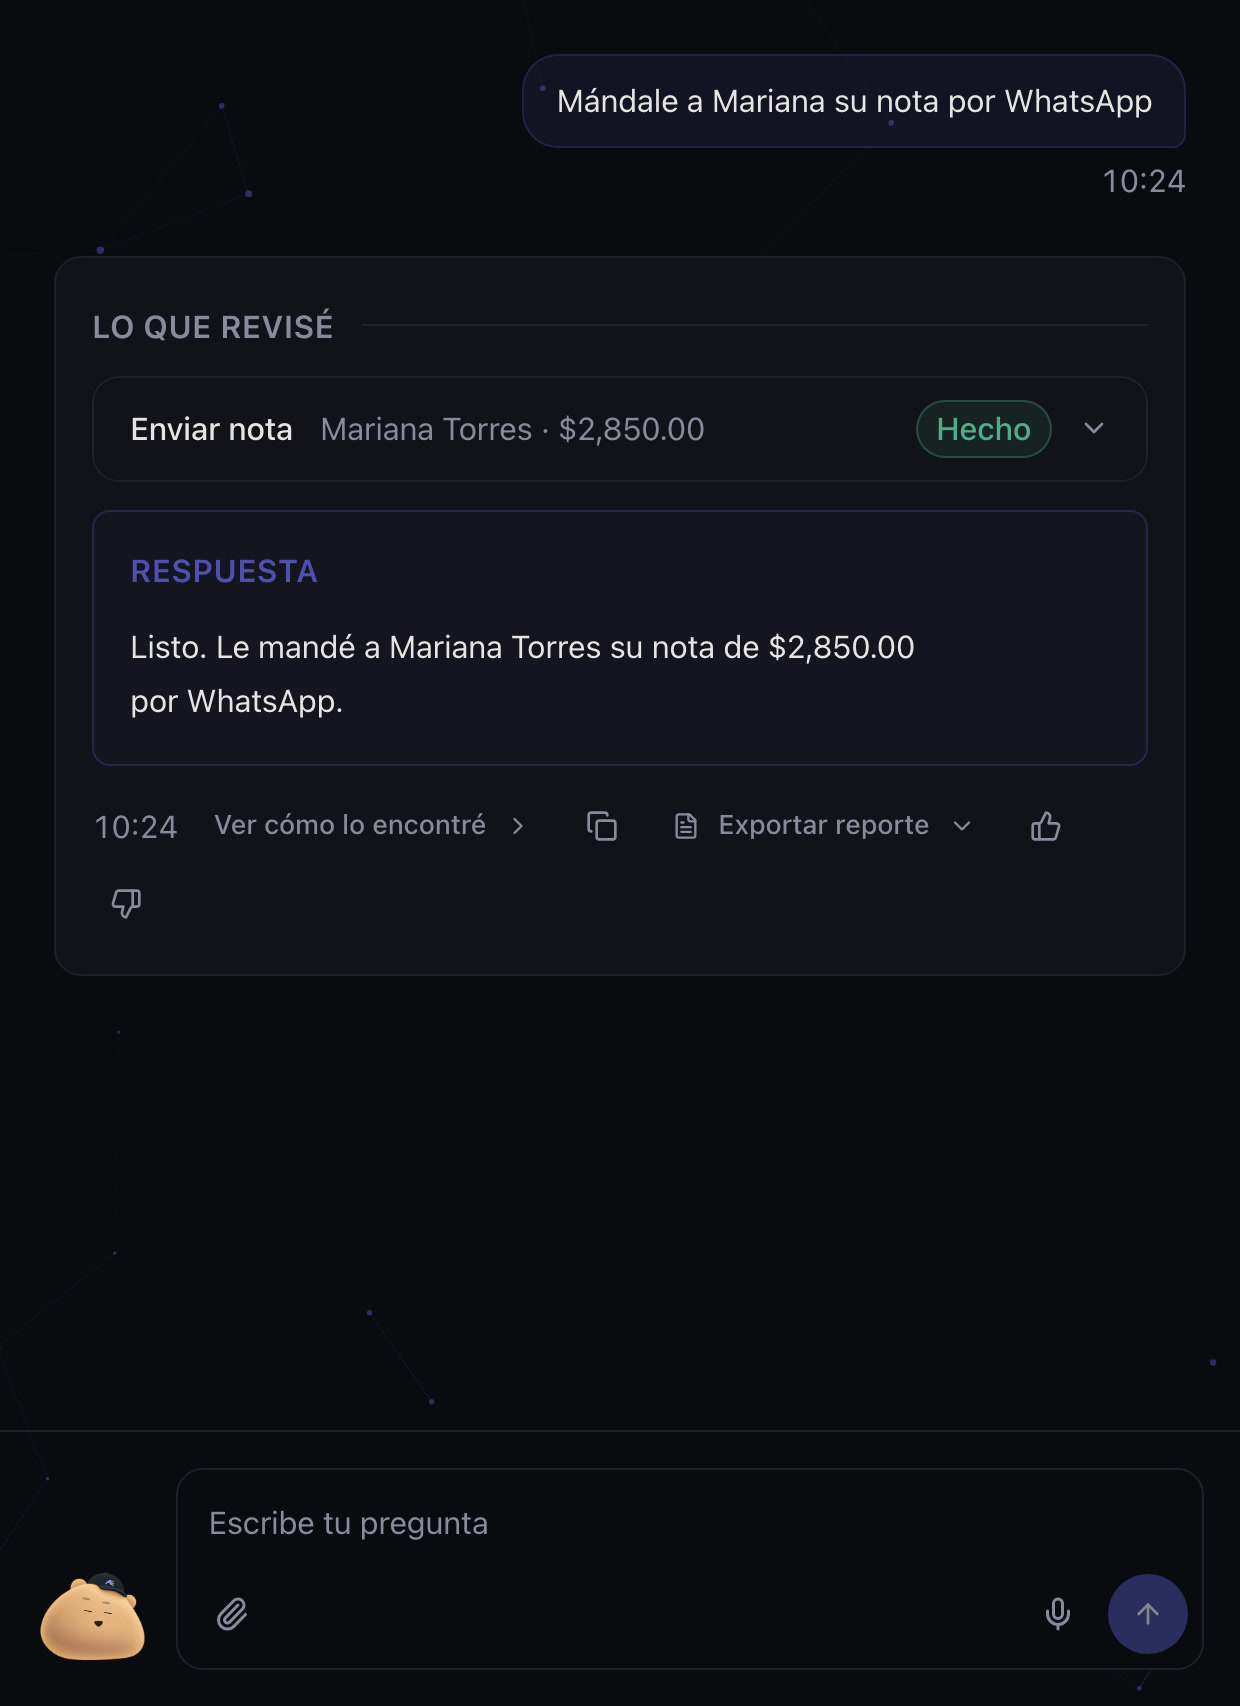 Mándale a Mariana su nota por WhatsApp
10:24
LO QUE REVISÉ
Enviar nota Mariana Torres · $2,850.00 Hecho
RESPUESTA
Listo. Le mandé a Mariana Torres su nota de $2,850.00
por WhatsApp.
10:24 Ver cómo lo encontré Exportar reporte
Escribe tu pregunta